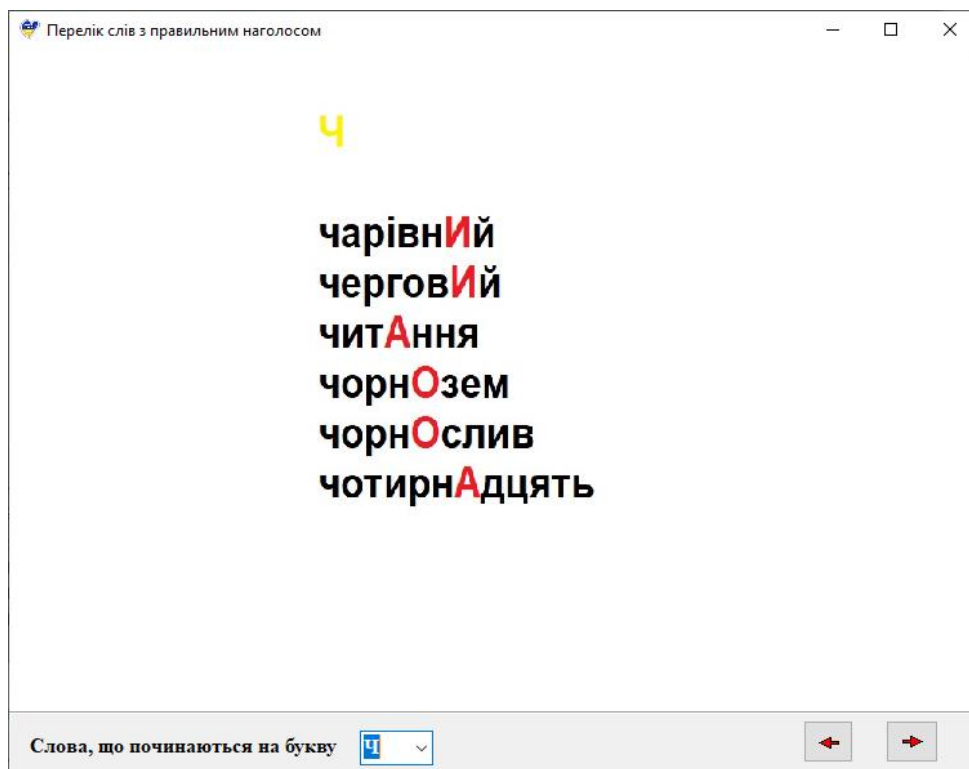 Перелік слів з правильним наголосом
Ч
чарівнИй
черговИй
читАння
чорнОзем
чорнОслив
чотирнАдцять
Слова, що починаються на букву Ч